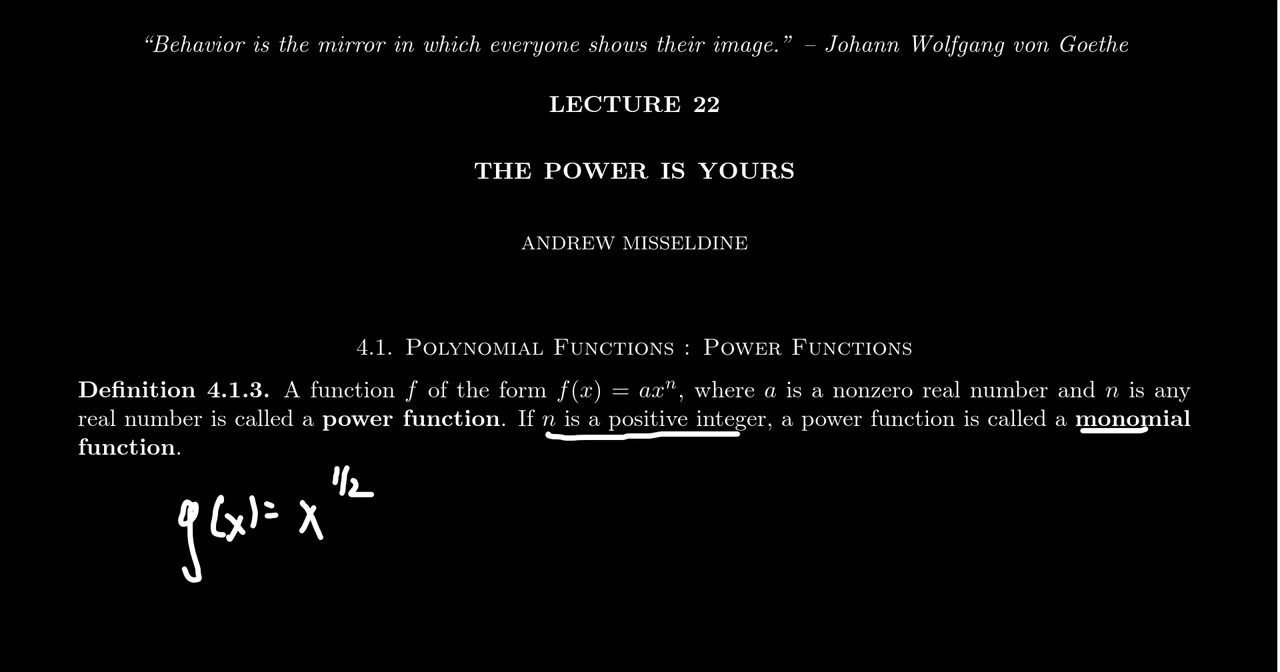 “Behavior is the mirror in which everyone shows their image.” – Johann Wolfgang von Goethe
LECTURE 22
THE POWER IS YOURS
ANDREW MISSELDINE
4.1. Polynomial Functions : Power Functions
Definition 4.1.3. A function f of the form f(x) = axⁿ, where a is a nonzero real number and n is any
real number is called a power function. If n is a positive integer, a power function is called a monomial
function.
g(x) = x^1/2